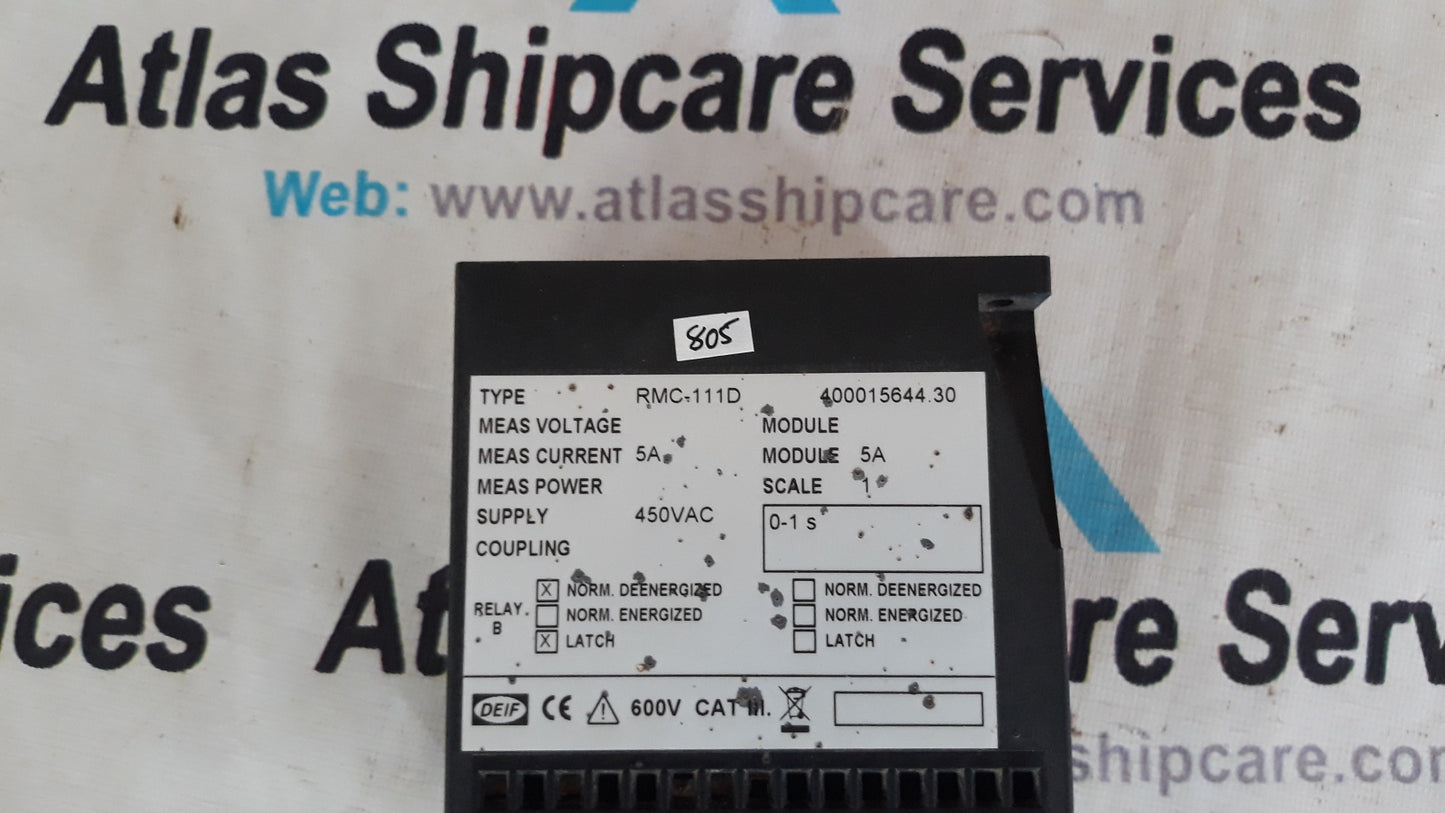 Atlas Shipcare Services
Web: www.atlasshipcare.com
805
TYPE RMC-111D 400015644.30
MEAS VOLTAGE MODULE
MEAS CURRENT 5A MODULE 5A
MEAS POWER SCALE 1
SUPPLY 450VAC 0-1 s
COUPLING
X NORM. DEENERGIZED NORM. DEENERGIZED
RELAY. B NORM. ENERGIZED NORM. ENERGIZED
X LATCH LATCH
ices At re Serv
DEIF CE 600V CAT III.
shipcare.co